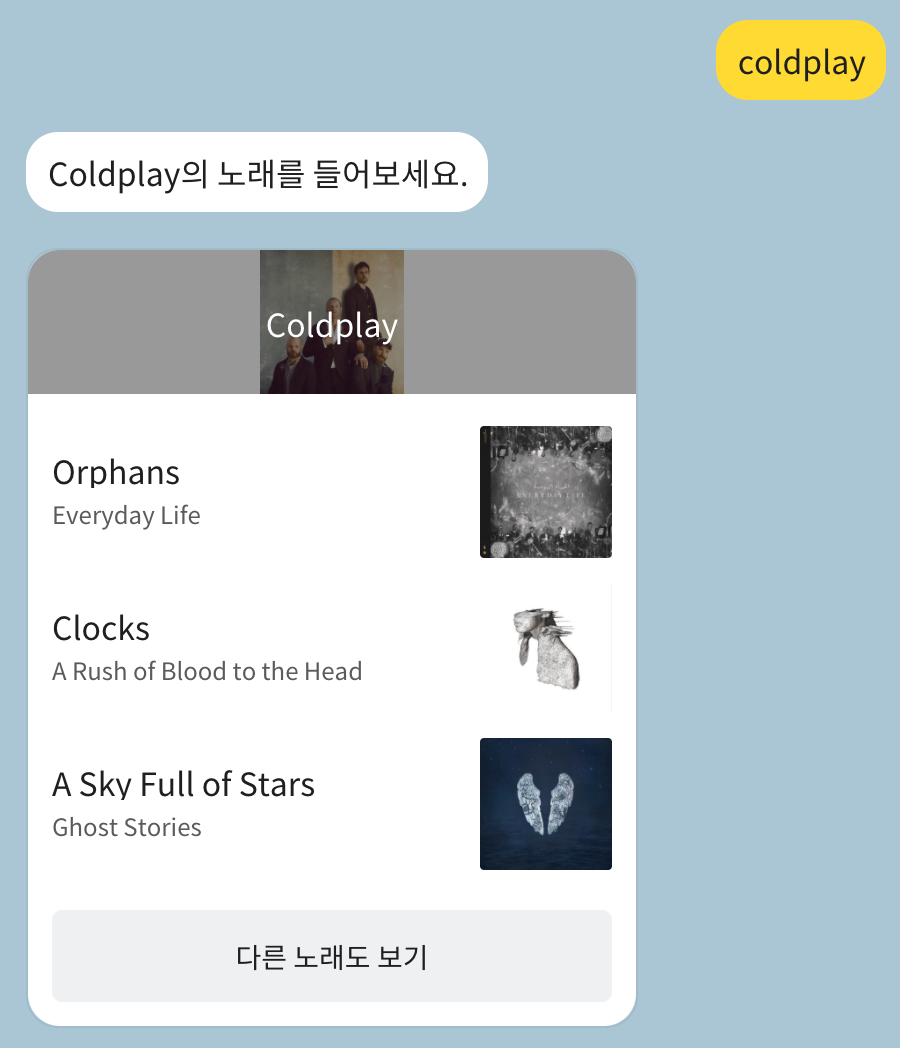 coldplay
Coldplay의 노래를 들어보세요.
Coldplay
Orphans
Everyday Life
EVERYDAY LIFE
Clocks
A Rush of Blood to the Head
A Sky Full of Stars
Ghost Stories
다른 노래도 보기